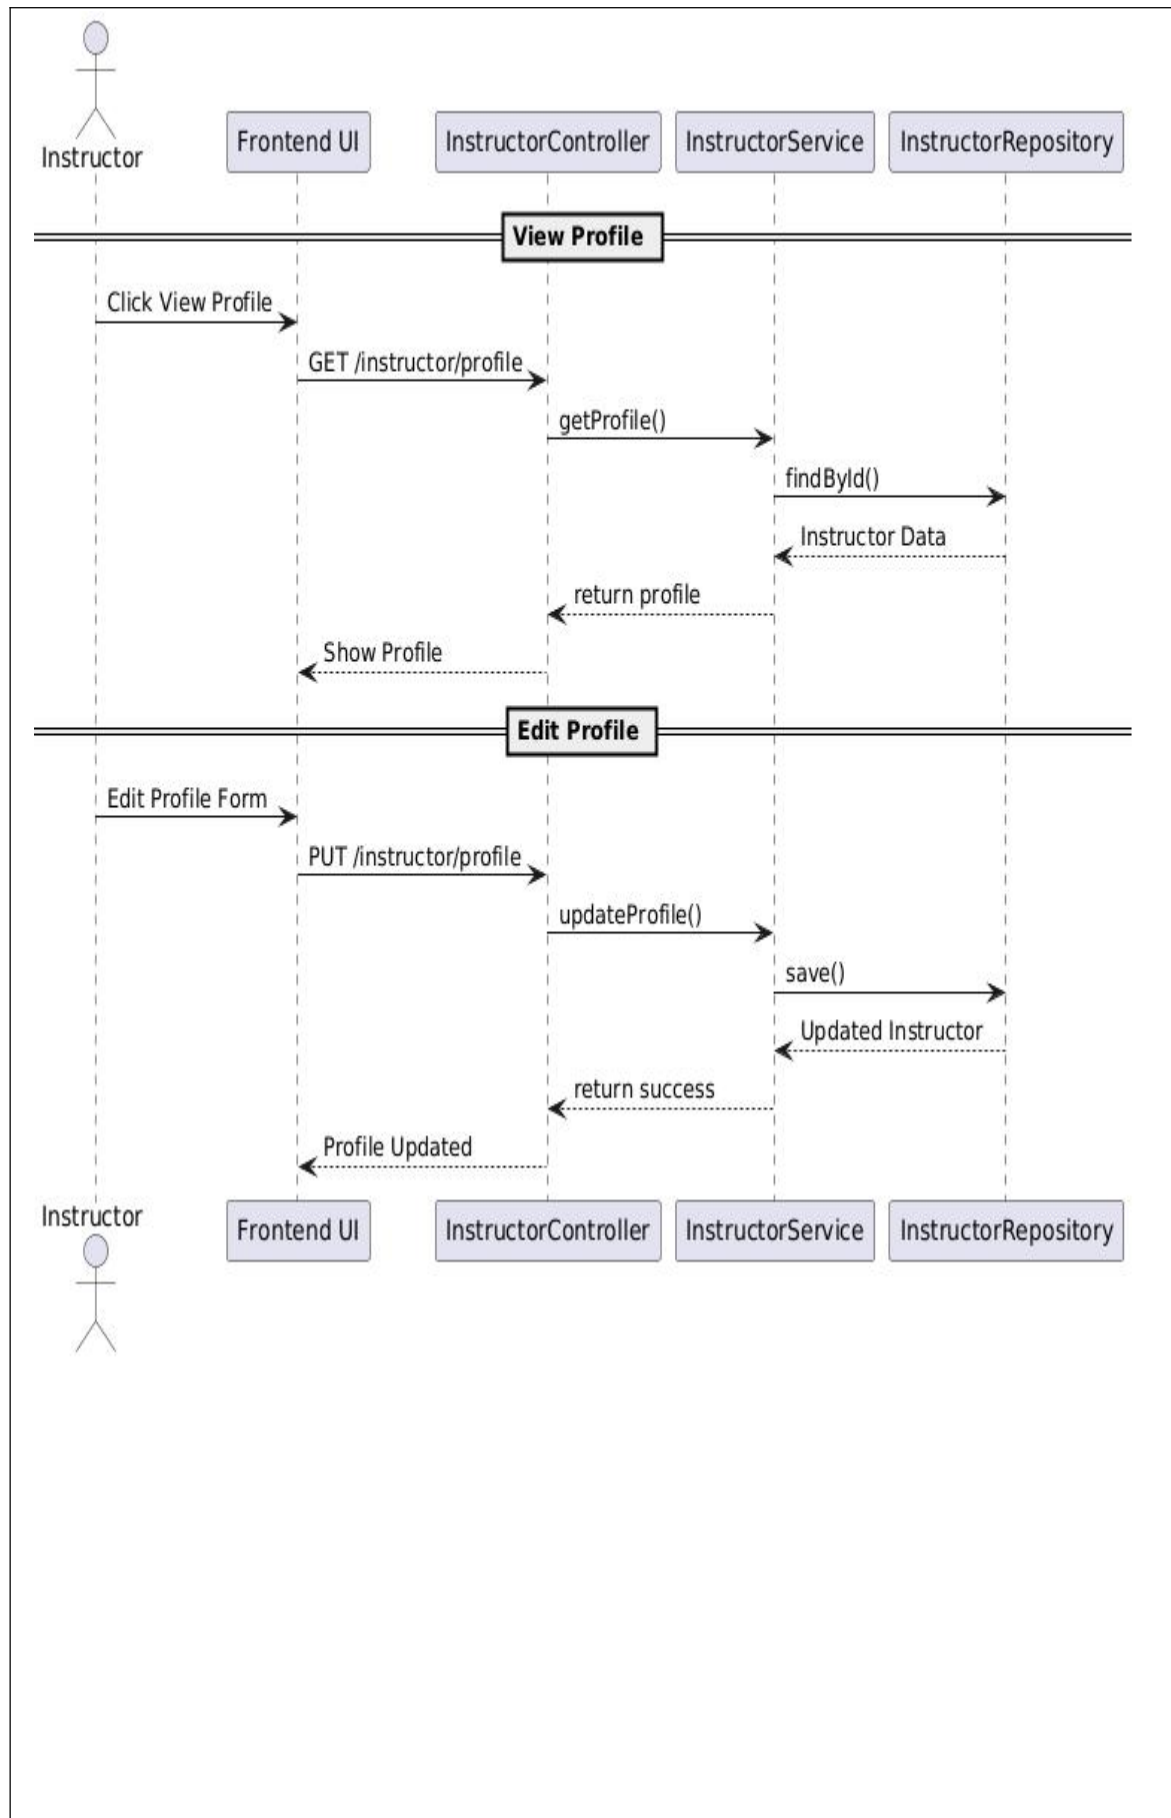 Instructor
Frontend UI
InstructorController
InstructorService
InstructorRepository
View Profile
Click View Profile
GET /instructor/profile
getProfile()
findById()
Instructor Data
return profile
Show Profile
Edit Profile
Edit Profile Form
PUT /instructor/profile
updateProfile()
save()
Updated Instructor
return success
Profile Updated
Instructor
Frontend UI
InstructorController
InstructorService
InstructorRepository